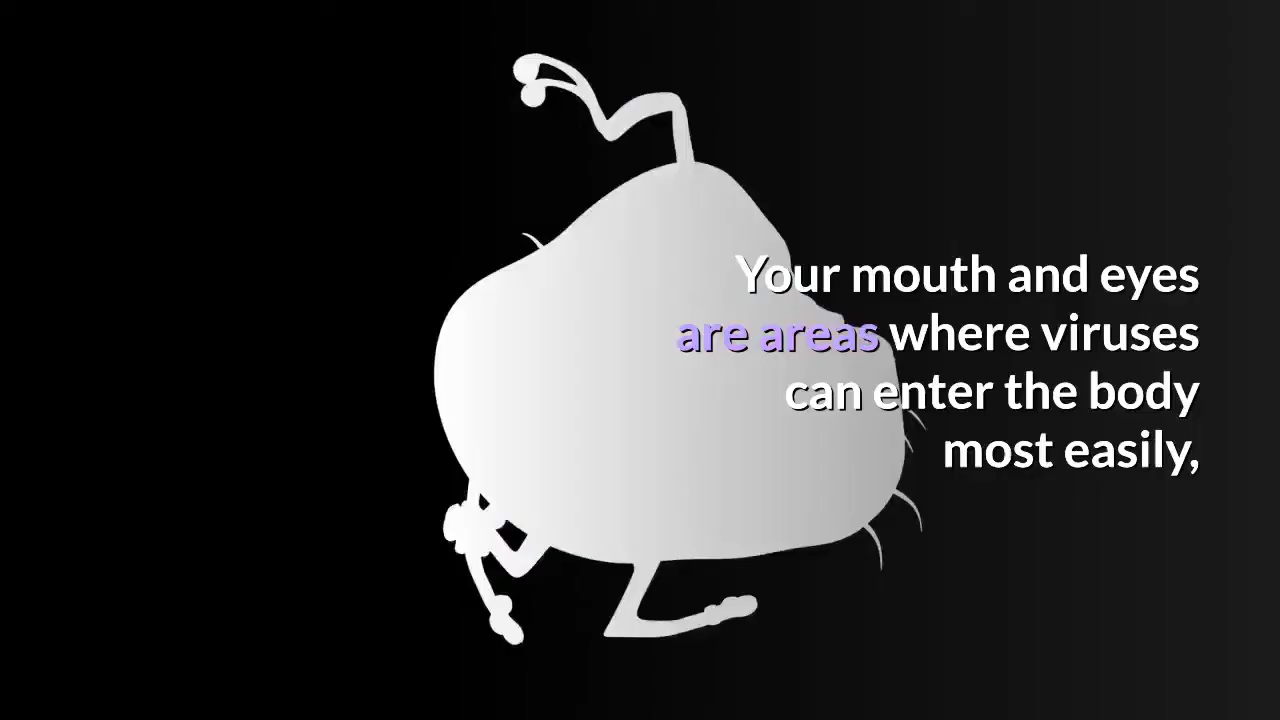 Your mouth and eyes
are areas where viruses
can enter the body
most easily,